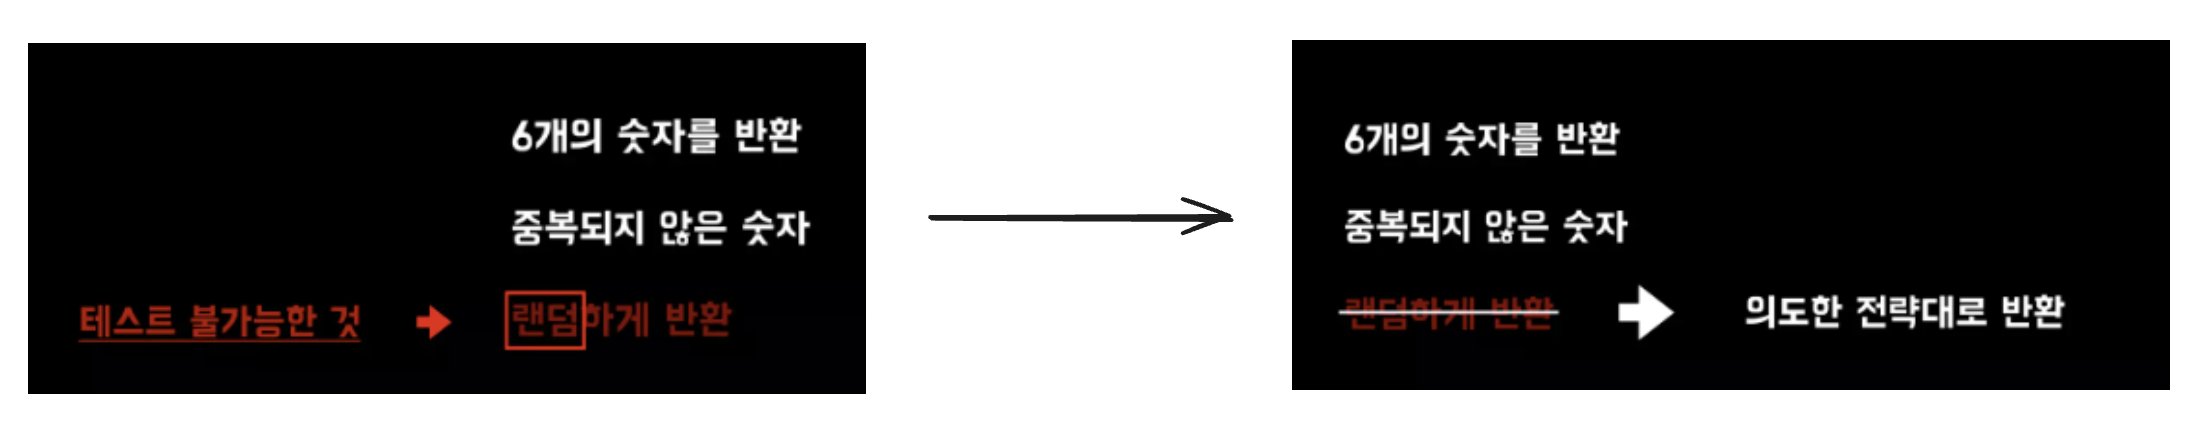 6개의 숫자를 반환
중복되지 않은 숫자
테스트 불가능한 것 랜덤하게 반환
6개의 숫자를 반환
중복되지 않은 숫자
랜덤하게 반환 의도한 전략대로 반환